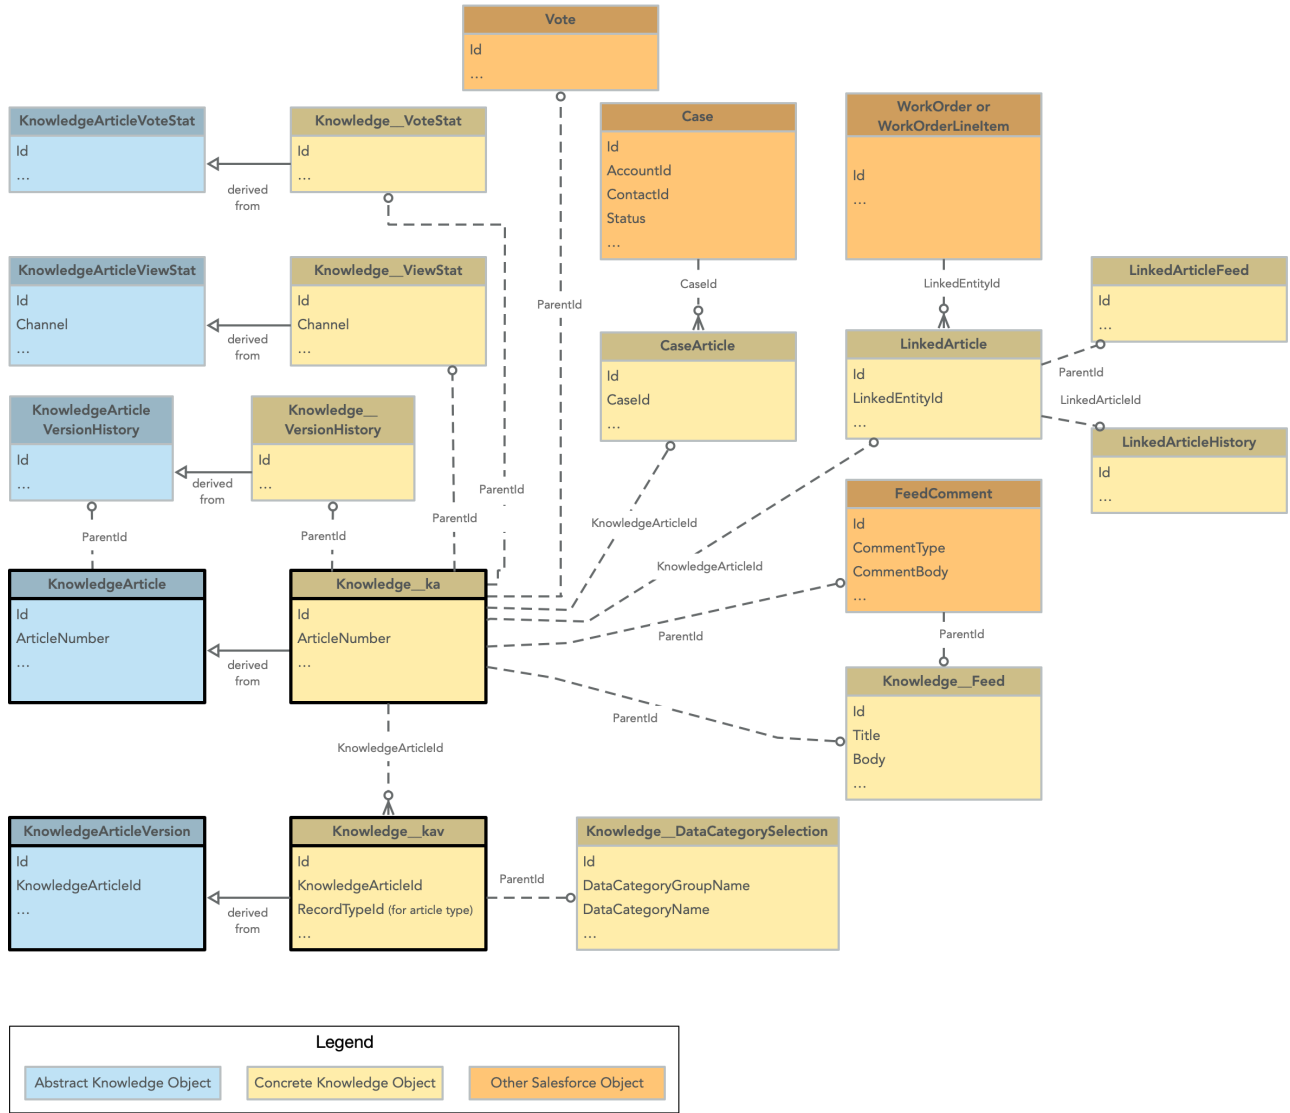 Vote
Id
…
KnowledgeArticleVoteStat
Id
…
derived
from
Knowledge__VoteStat
Id
…
Case
Id
AccountId
ContactId
Status
…
WorkOrder or
WorkOrderLineItem
Id
…
KnowledgeArticleViewStat
Id
Channel
…
derived
from
Knowledge__ViewStat
Id
Channel
…
ParentId
CaseId
LinkedEntityId
LinkedArticleFeed
Id
…
CaseArticle
Id
CaseId
…
LinkedArticle
Id
LinkedEntityId
…
ParentId
LinkedArticleId
LinkedArticleHistory
Id
…
KnowledgeArticle
VersionHistory
Id
…
derived
from
Knowledge__
VersionHistory
Id
…
ParentId
ParentId
ParentId
ParentId
KnowledgeArticleId
KnowledgeArticleId
FeedComment
Id
CommentType
CommentBody
…
KnowledgeArticle
Id
ArticleNumber
…
derived
from
Knowledge__ka
Id
ArticleNumber
…
ParentId
ParentId
ParentId
Knowledge__Feed
Id
Title
Body
…
KnowledgeArticleId
KnowledgeArticleVersion
Id
KnowledgeArticleId
…
derived
from
Knowledge__kav
Id
KnowledgeArticleId
RecordTypeId (for article type)
…
ParentId
Knowledge__DataCategorySelection
Id
DataCategoryGroupName
DataCategoryName
…
Legend
Abstract Knowledge Object
Concrete Knowledge Object
Other Salesforce Object